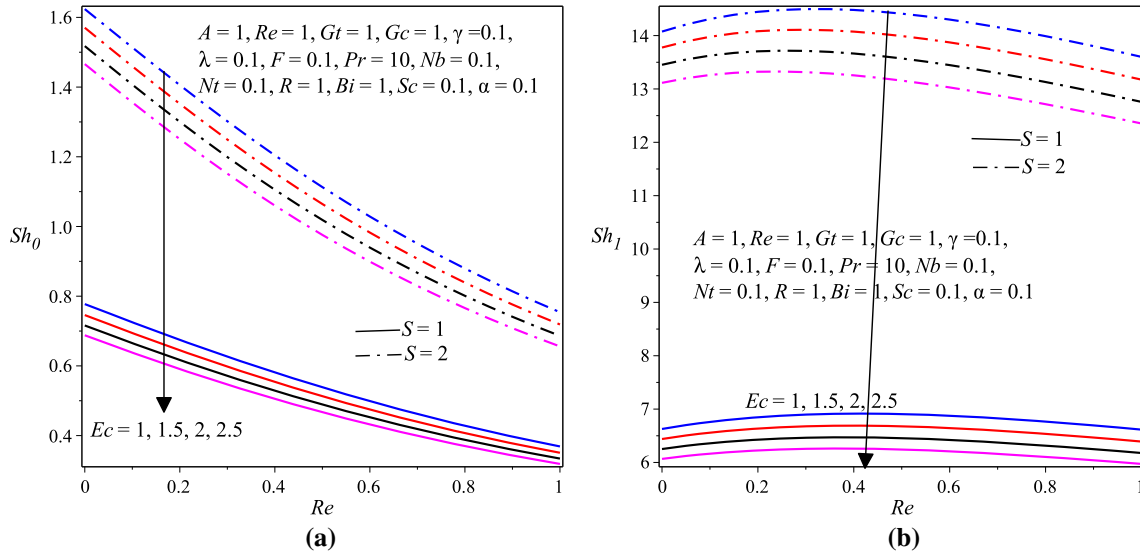 1.6
1.4
1.2
1.0
0.8
0.6
0.4
Sh0
A = 1, Re = 1, Gt = 1, Gc = 1, γ =0.1,
λ = 0.1, F = 0.1, Pr = 10, Nb = 0.1,
Nt = 0.1, R = 1, Bi = 1, Sc = 0.1, α = 0.1
S = 1
S = 2
Ec = 1, 1.5, 2, 2.5
0 0.2 0.4 0.6 0.8 1
Re
(a)
14
13
12
11
10
9
8
7
6
Sh1
S = 1
S = 2
A = 1, Re = 1, Gt = 1, Gc = 1, γ =0.1,
λ = 0.1, F = 0.1, Pr = 10, Nb = 0.1,
Nt = 0.1, R = 1, Bi = 1, Sc = 0.1, α = 0.1
Ec = 1, 1.5, 2, 2.5
0 0.2 0.4 0.6 0.8 1
Re
(b)